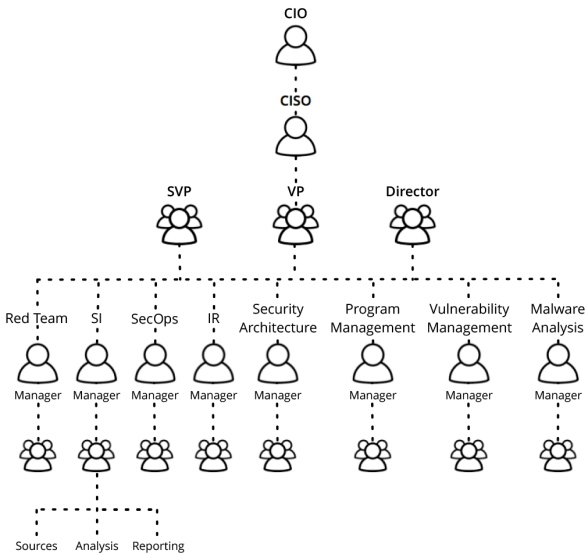 CIO
CISO
SVP VP Director
Red Team SI SecOps IR Security Architecture Program Management Vulnerability Management Malware Analysis
Manager Manager Manager Manager Manager Manager Manager Manager
Sources Analysis Reporting